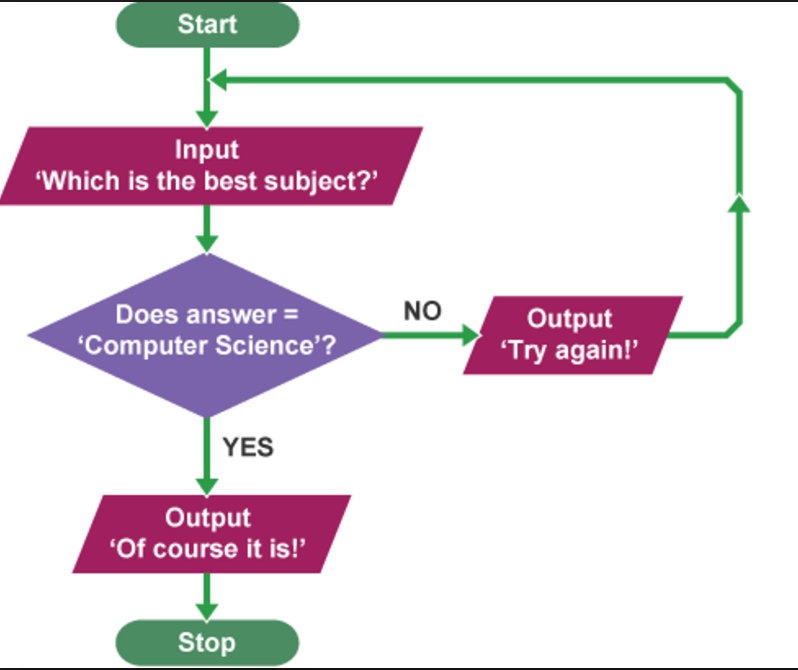 Start
Input
‘Which is the best subject?’
Does answer =
‘Computer Science’?
NO
Output
‘Try again!’
YES
Output
‘Of course it is!’
Stop